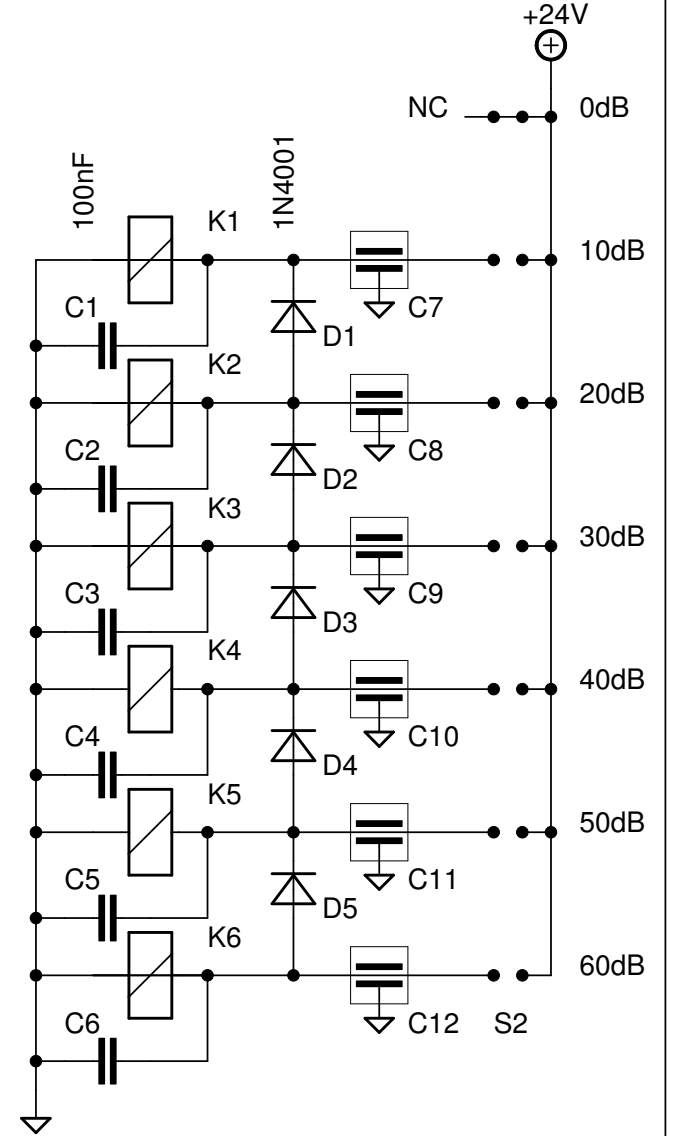 +24V
NC
0dB
100nF
1N4001
K1
10dB
C1
C7
D1
K2
20dB
C2
C8
D2
K3
30dB
C3
C9
D3
K4
40dB
C4
C10
D4
K5
50dB
C5
C11
D5
K6
60dB
C6
C12
S2